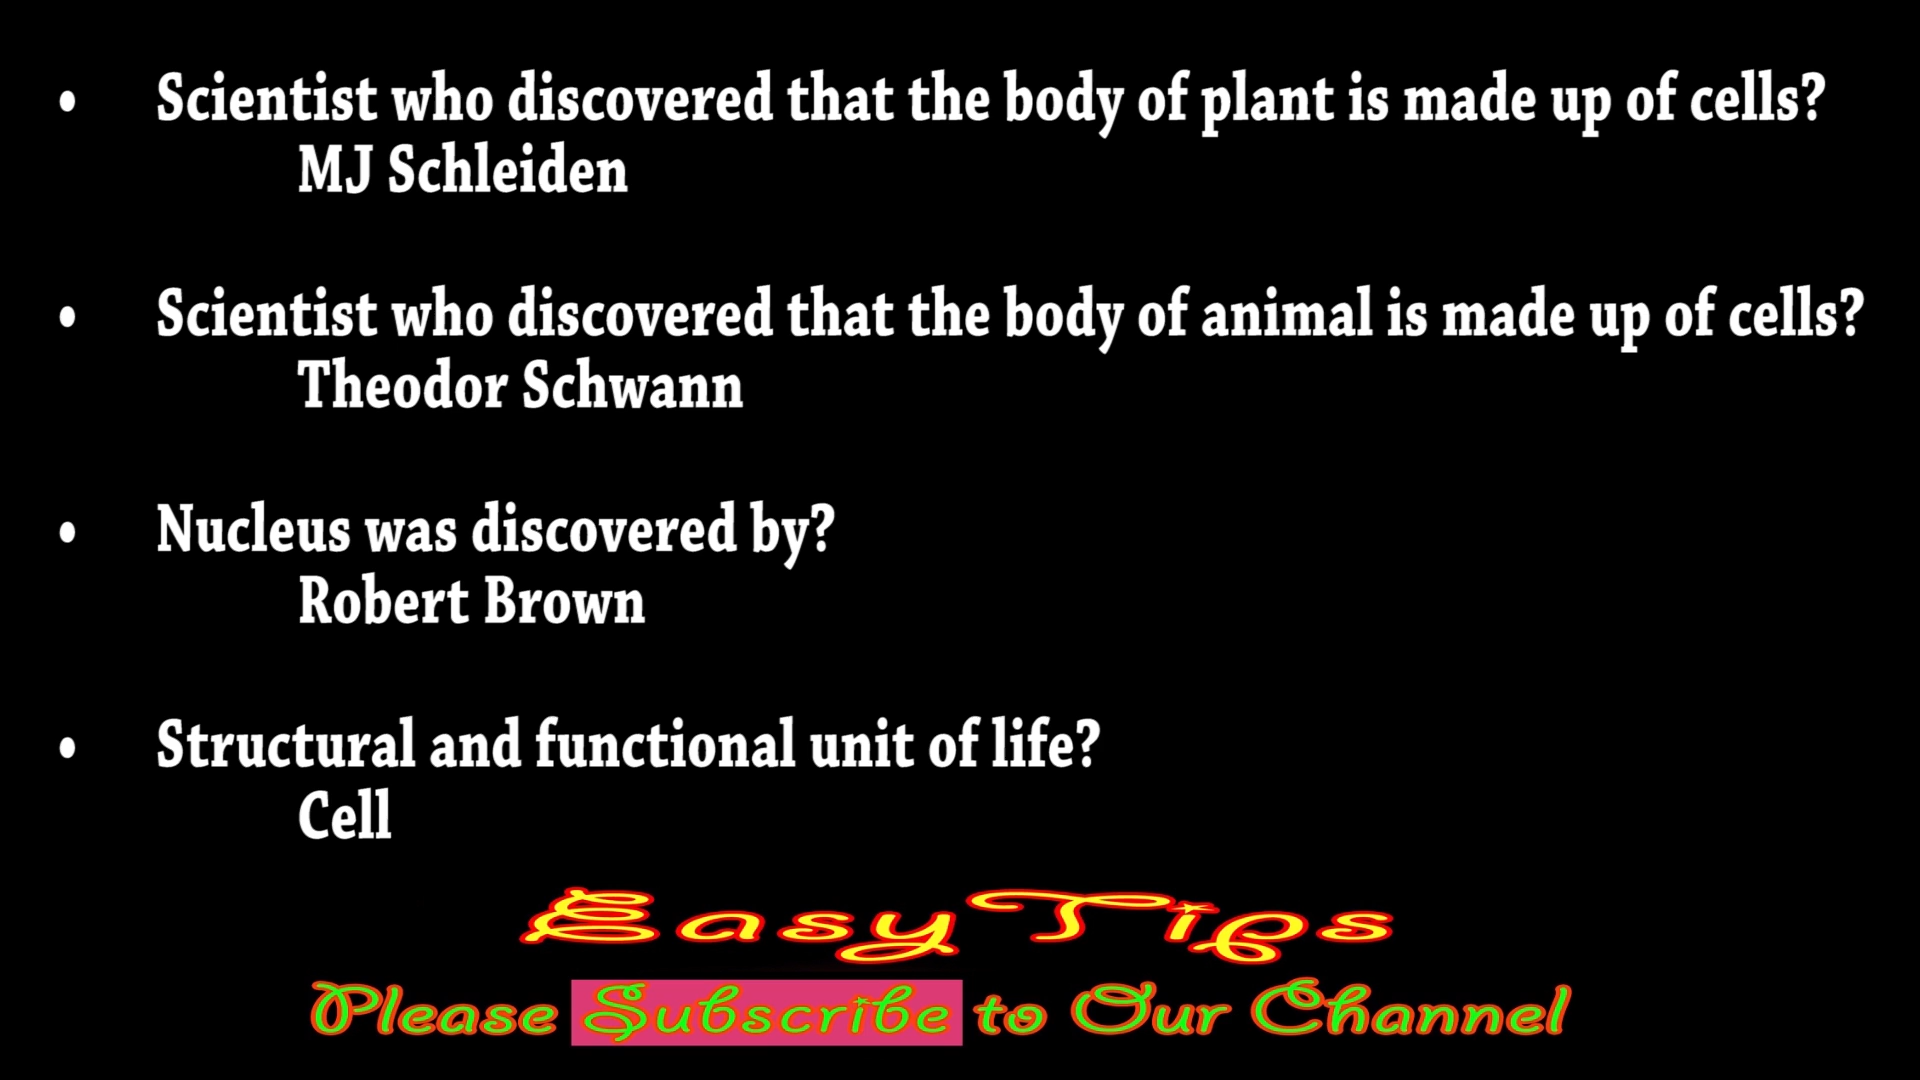 • Scientist who discovered that the body of plant is made up of cells?
MJ Schleiden
• Scientist who discovered that the body of animal is made up of cells?
Theodor Schwann
• Nucleus was discovered by?
Robert Brown
• Structural and functional unit of life?
Cell
Easy Tips
Please Subscribe to Our Channel